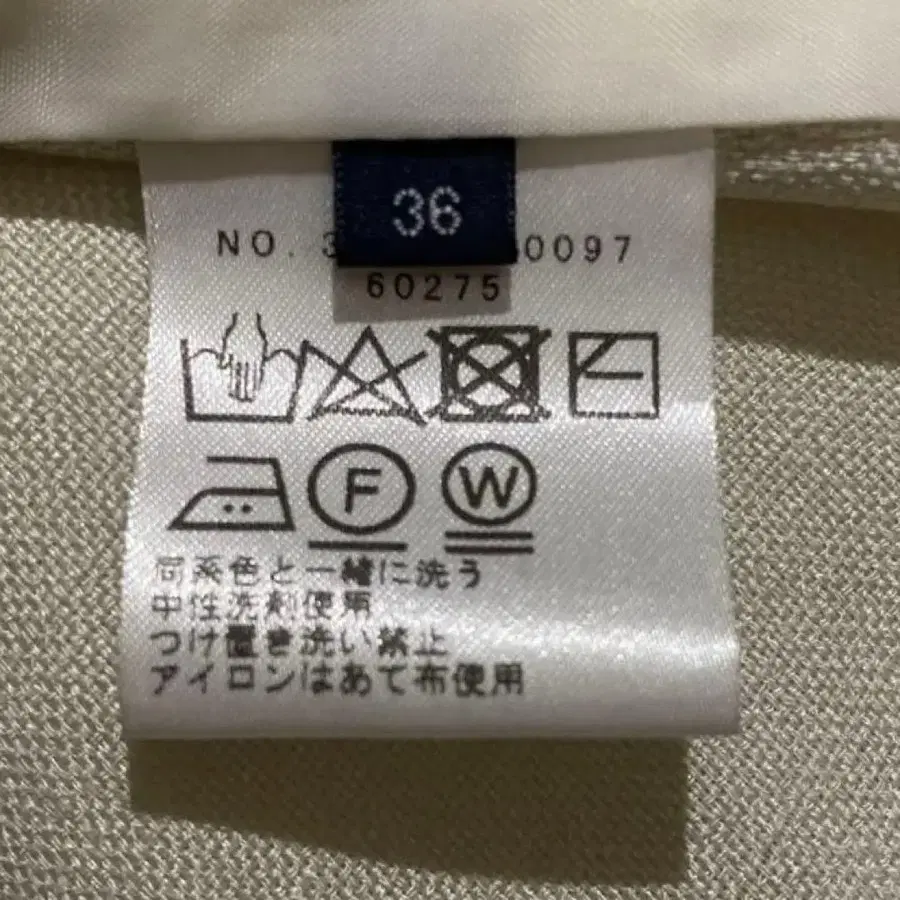 36
NO. 3 0097
60275
F W
同系色と一緒に洗う
中性洗剤使用
つけ置き洗い禁止
アイロンはあて布使用